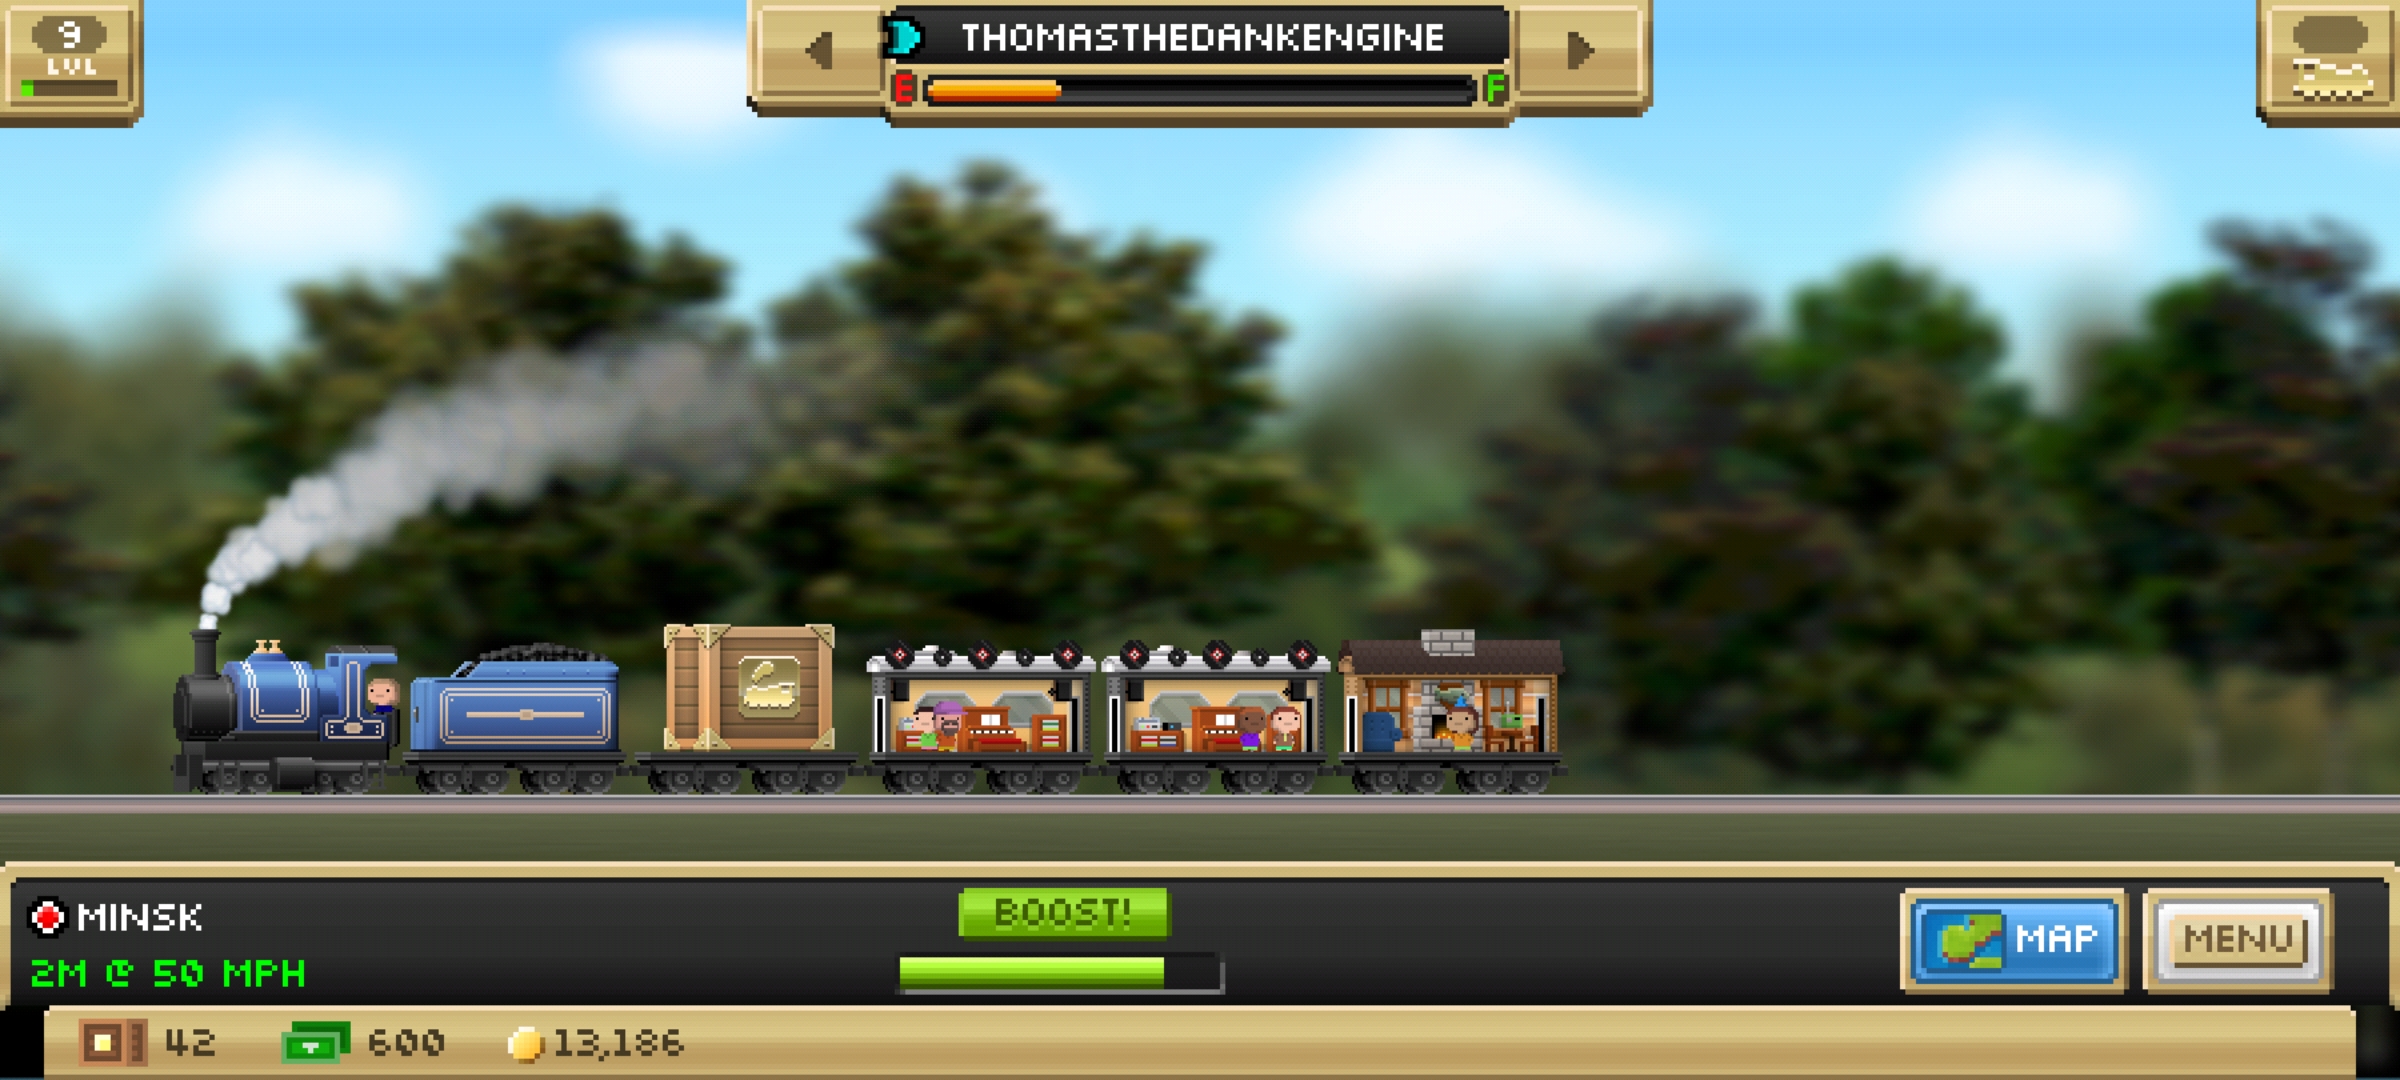 9
LVL
THOMASTHEDANKENGINE
E F
MINSK
2M @ 50 MPH
BOOST!
MAP
MENU
42 600 13,186